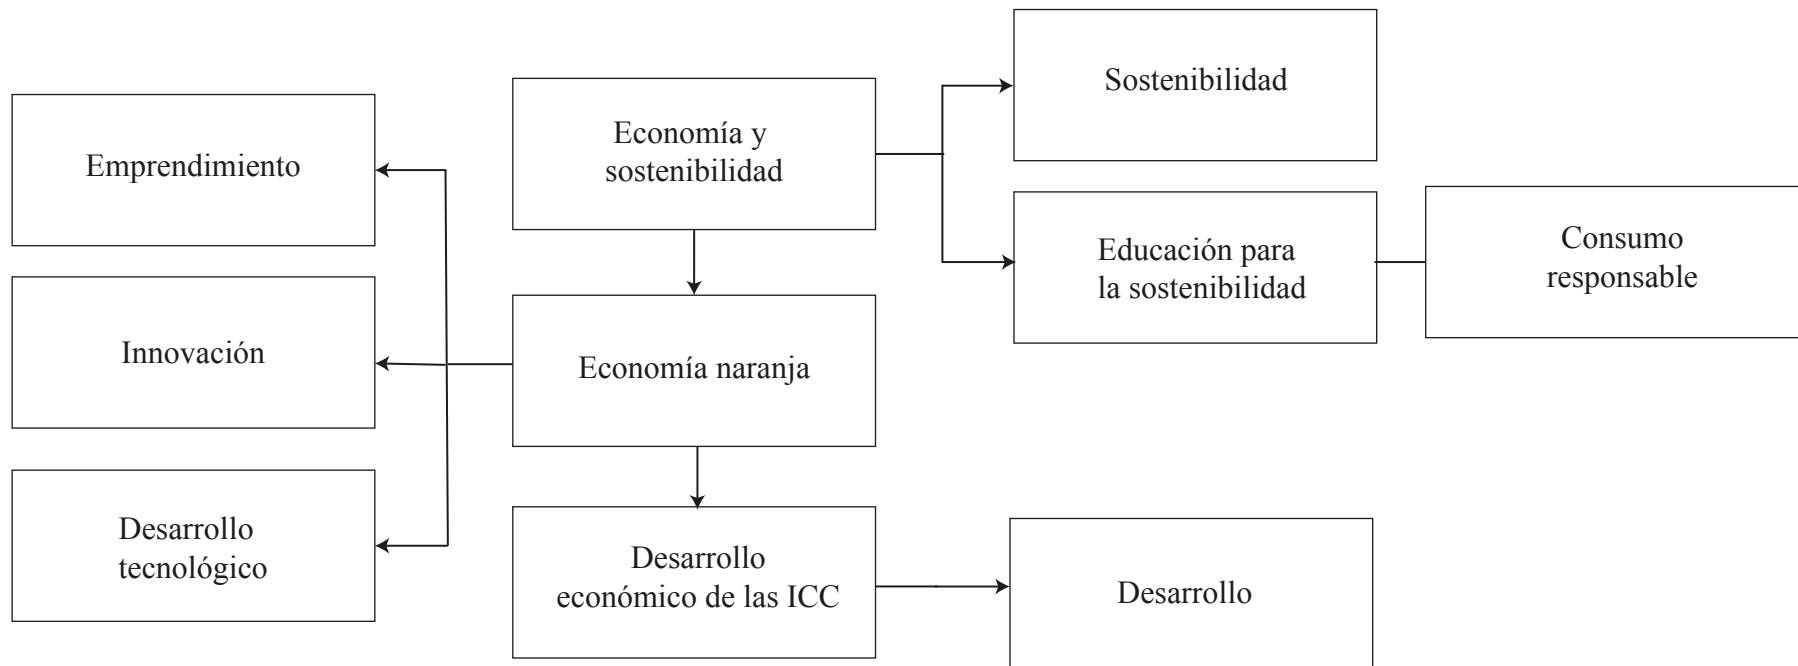 Sostenibilidad
Economía y
sostenibilidad
Emprendimiento
Educación para
la sostenibilidad
Consumo
responsable
Innovación
Economía naranja
Desarrollo
tecnológico
Desarrollo
económico de las ICC
Desarrollo